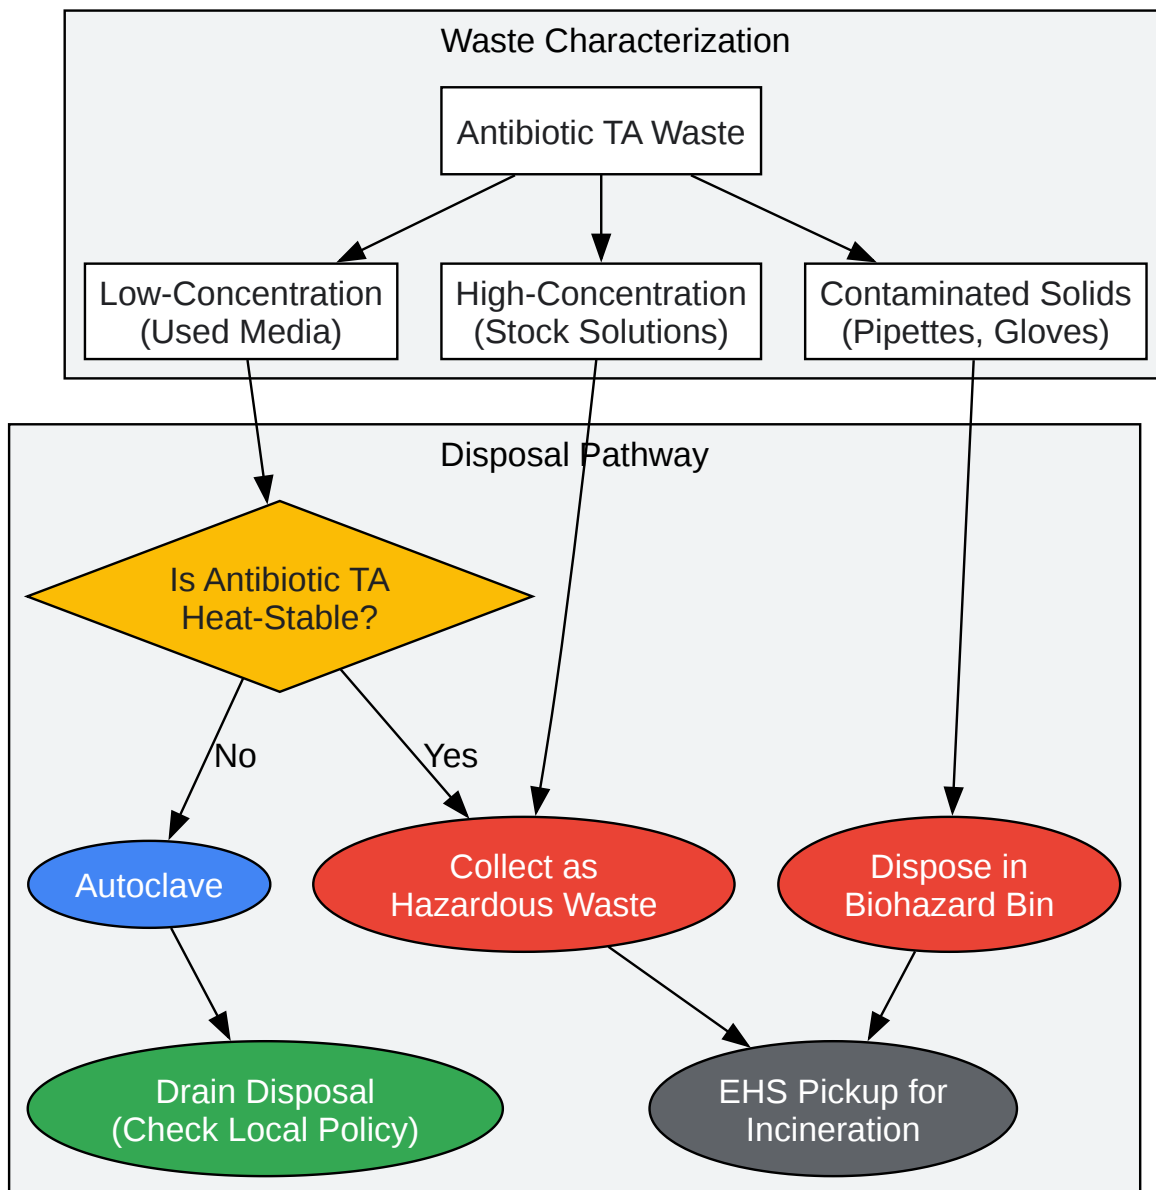 Waste Characterization
Antibiotic TA Waste
Low-Concentration
(Used Media)
High-Concentration
(Stock Solutions)
Contaminated Solids
(Pipettes, Gloves)
Disposal Pathway
Is Antibiotic TA
Heat-Stable?
No
Yes
Autoclave
Collect as
Hazardous Waste
Dispose in
Biohazard Bin
Drain Disposal
(Check Local Policy)
EHS Pickup for
Incineration